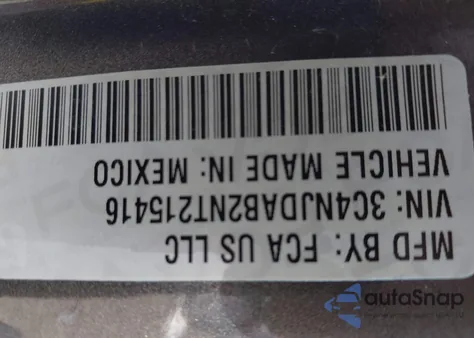 MFD BY: FCA US LLC
VIN: 3C4NJDAB2NT215416
VEHICLE MADE IN: MEXICO
autoSnap